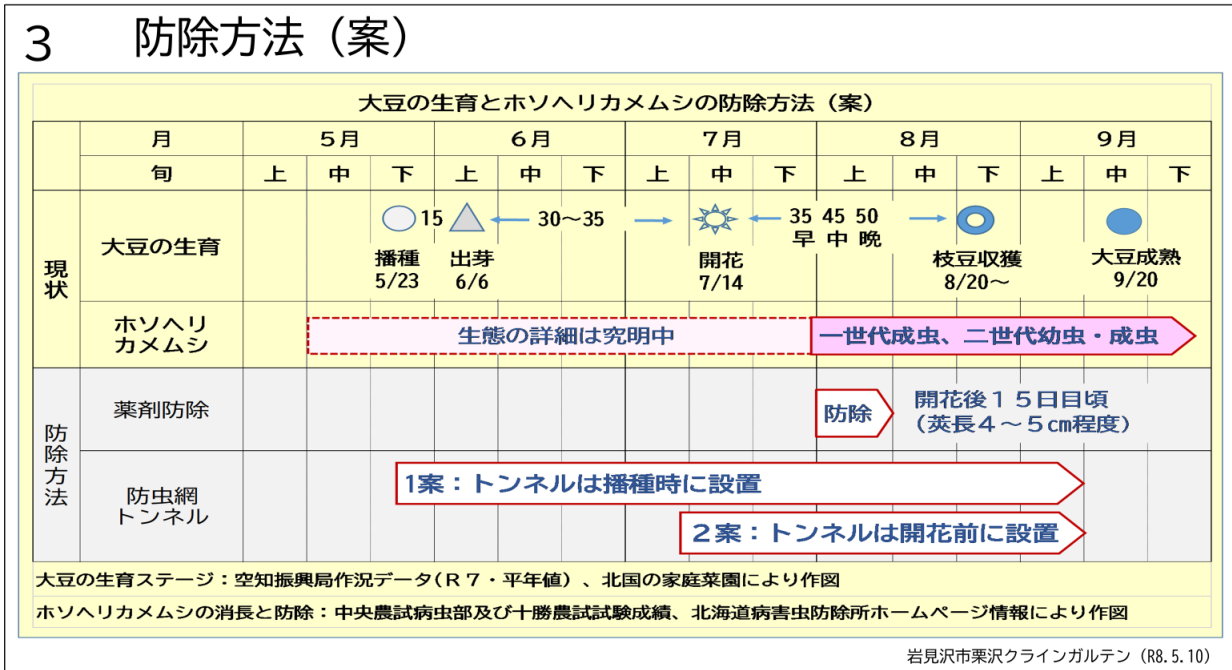 3 防除方法（案）
大豆の生育とホソヘリカメムシの防除方法（案）
月 5月 6月 7月 8月 9月
旬 上 中 下 上 中 下 上 中 下 上 中 下 上 中 下
現状
大豆の生育
15 30～35 35 45 50
早 中 晩
播種 出芽 開花 枝豆収獲 大豆成熟
5/23 6/6 7/14 8/20～ 9/20
ホソヘリ
カメムシ
生態の詳細は究明中 一世代成虫、二世代幼虫・成虫
防除方法
薬剤防除
防除 開花後１５日目頃
（莢長４～５㎝程度）
防虫網
トンネル
1案：トンネルは播種時に設置
２案：トンネルは開花前に設置
大豆の生育ステージ：空知振興局作況データ(Ｒ７・平年値）、北国の家庭菜園により作図
ホソヘリカメムシの消長と防除：中央農試病虫部及び十勝農試試験成績、北海道病害虫防除所ホームページ情報により作図
岩見沢市栗沢クラインガルテン（R8.5.10）